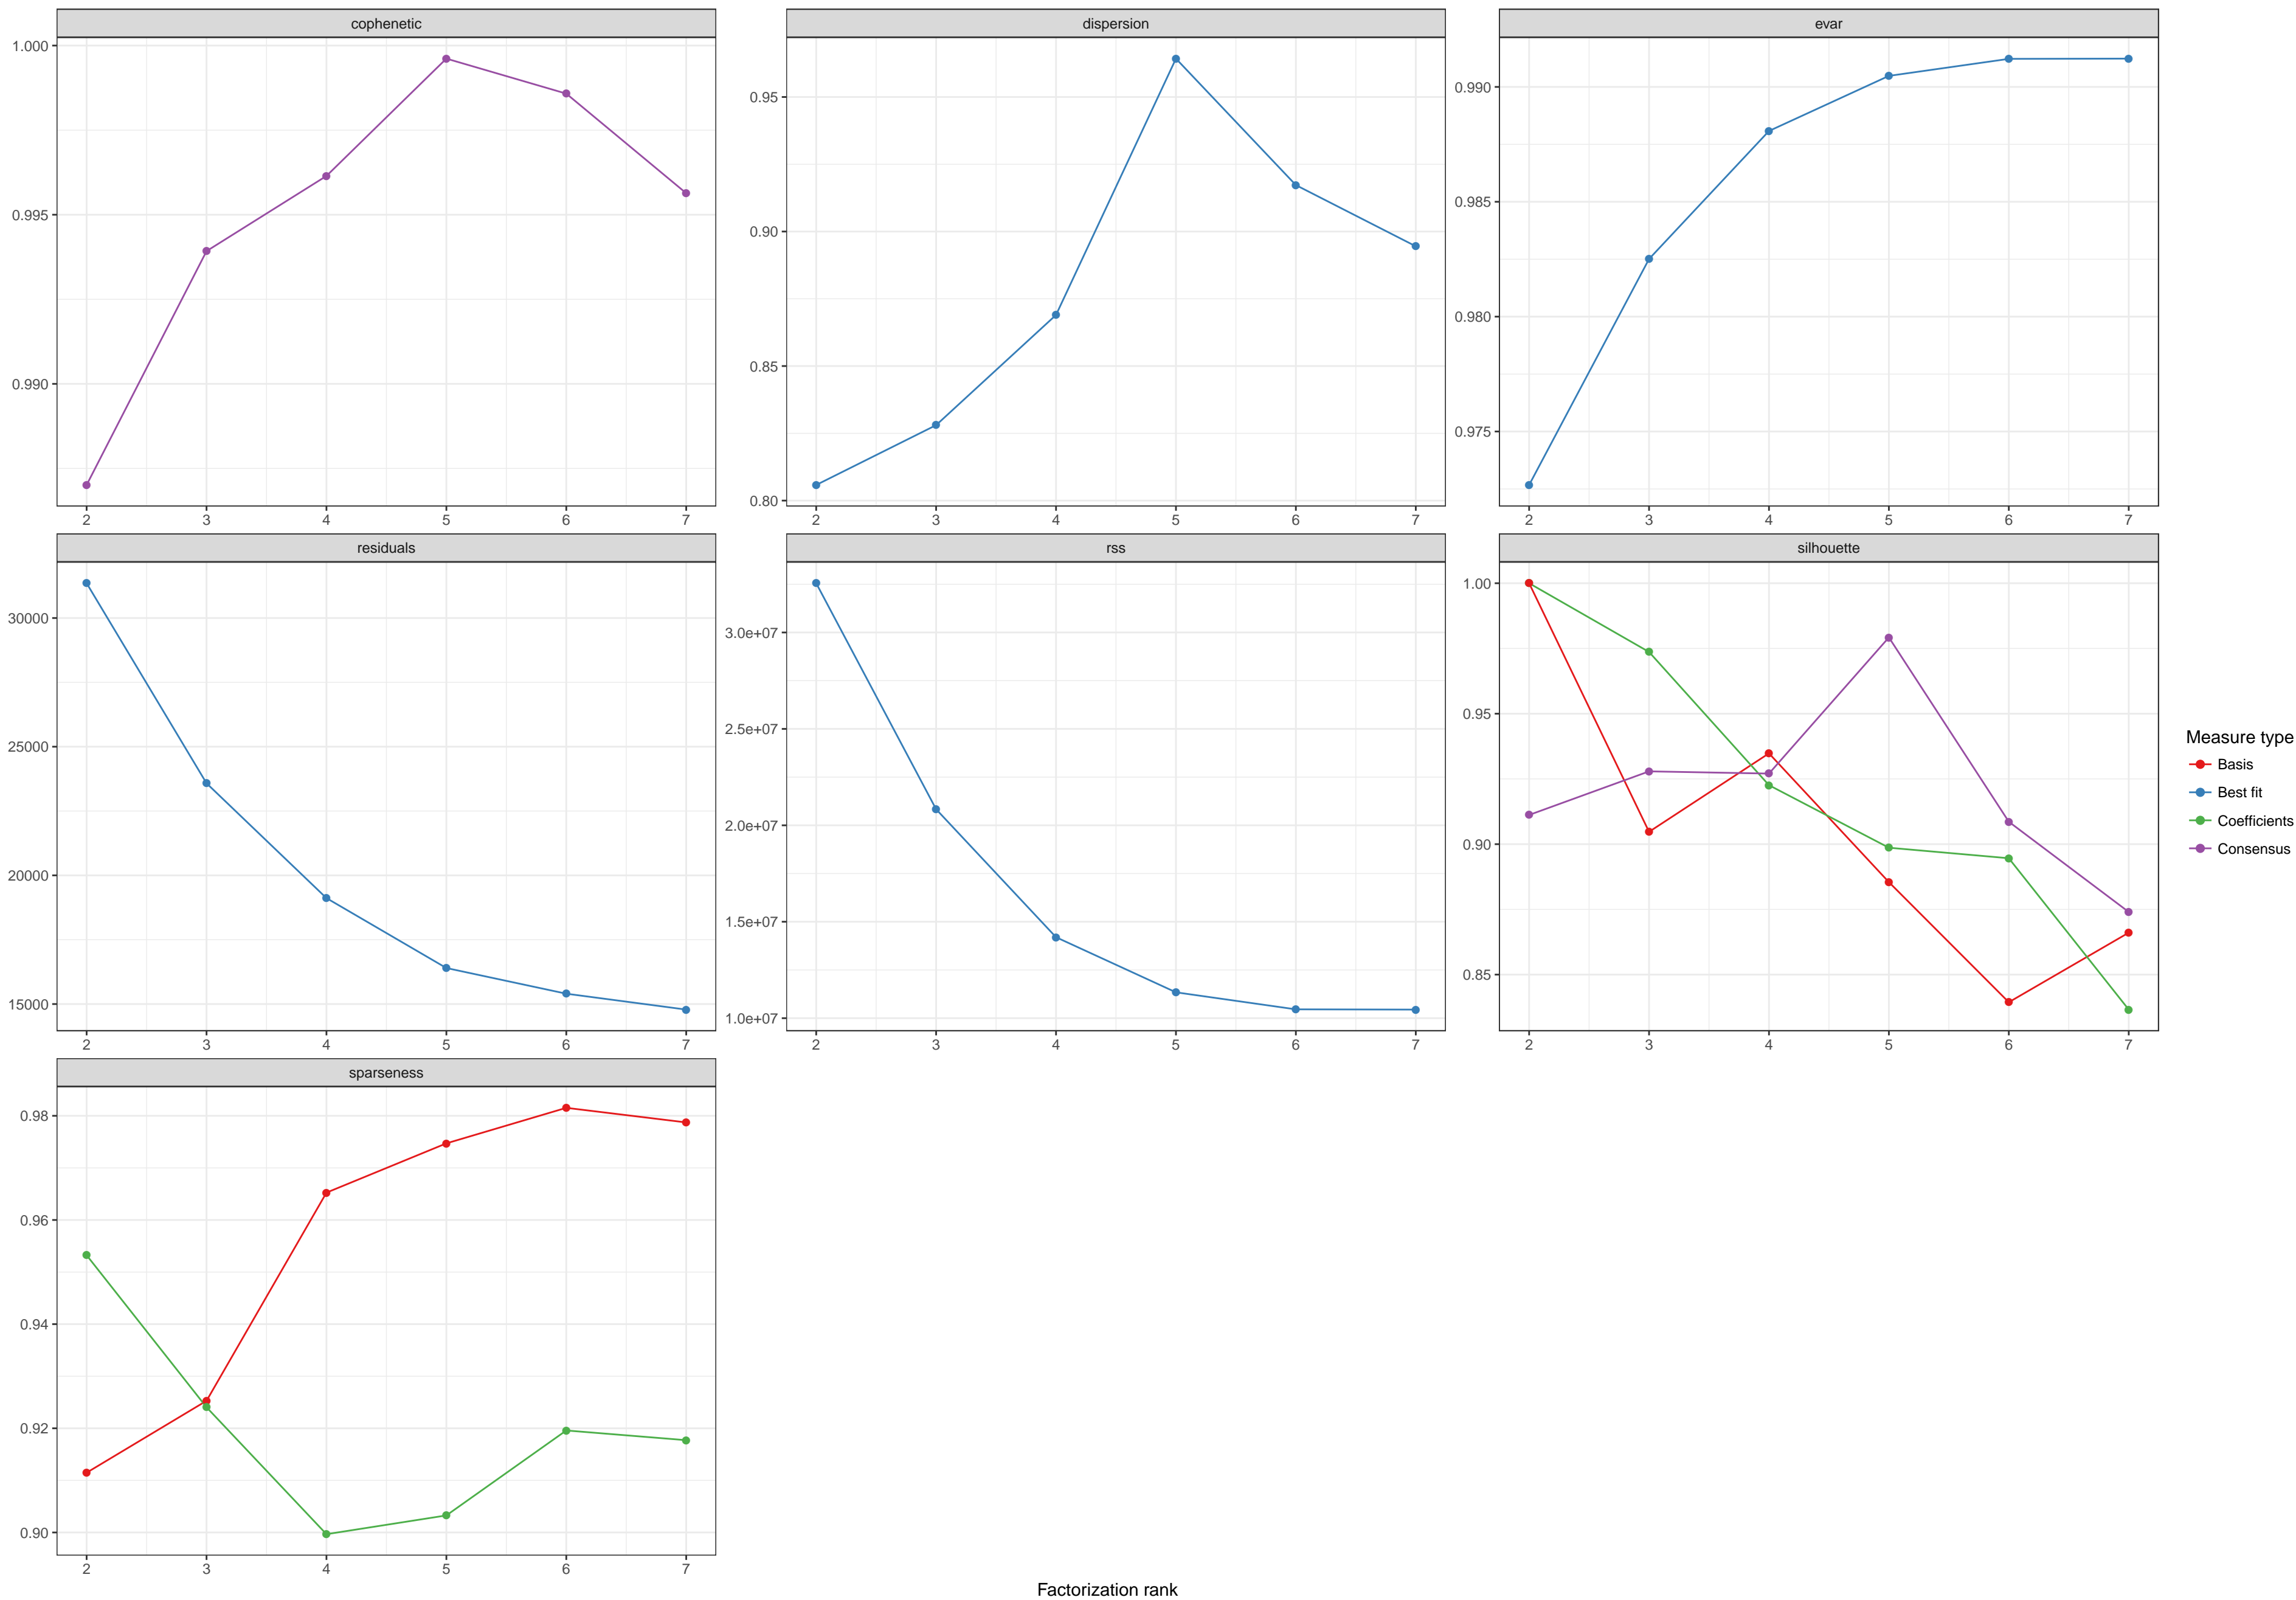 cophenetic
dispersion
evar
1.000
0.995
0.990
2 3 4 5 6 7
0.95
0.90
0.85
0.80
2 3 4 5 6 7
0.990
0.985
0.980
0.975
2 3 4 5 6 7
residuals
rss
silhouette
30000
25000
20000
15000
2 3 4 5 6 7
3.0e+07
2.5e+07
2.0e+07
1.5e+07
1.0e+07
2 3 4 5 6 7
1.00
0.95
0.90
0.85
2 3 4 5 6 7
Measure type
Basis
Best fit
Coefficients
Consensus
sparseness
0.98
0.96
0.94
0.92
0.90
2 3 4 5 6 7
Factorization rank